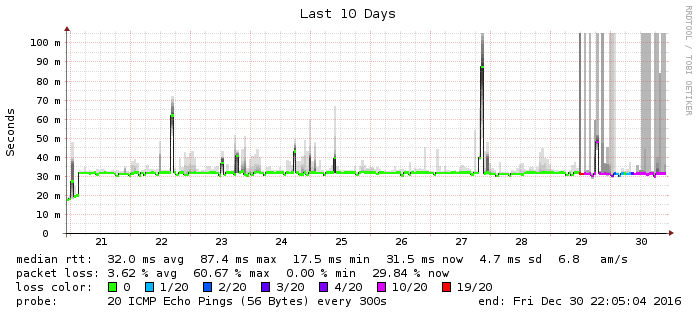 Last 10 Days
RRDTOOL / TOBI OETIKER
Seconds
100 m
90 m
80 m
70 m
60 m
50 m
40 m
30 m
20 m
10 m
0
21 22 23 24 25 26 27 28 29 30
median rtt: 32.0 ms avg 87.4 ms max 17.5 ms min 31.5 ms now 4.7 ms sd 6.8 am/s
packet loss: 3.62 % avg 60.67 % max 0.00 % min 29.84 % now
loss color: 0 1/20 2/20 3/20 4/20 10/20 19/20
probe: 20 ICMP Echo Pings (56 Bytes) every 300s end: Fri Dec 30 22:05:04 2016